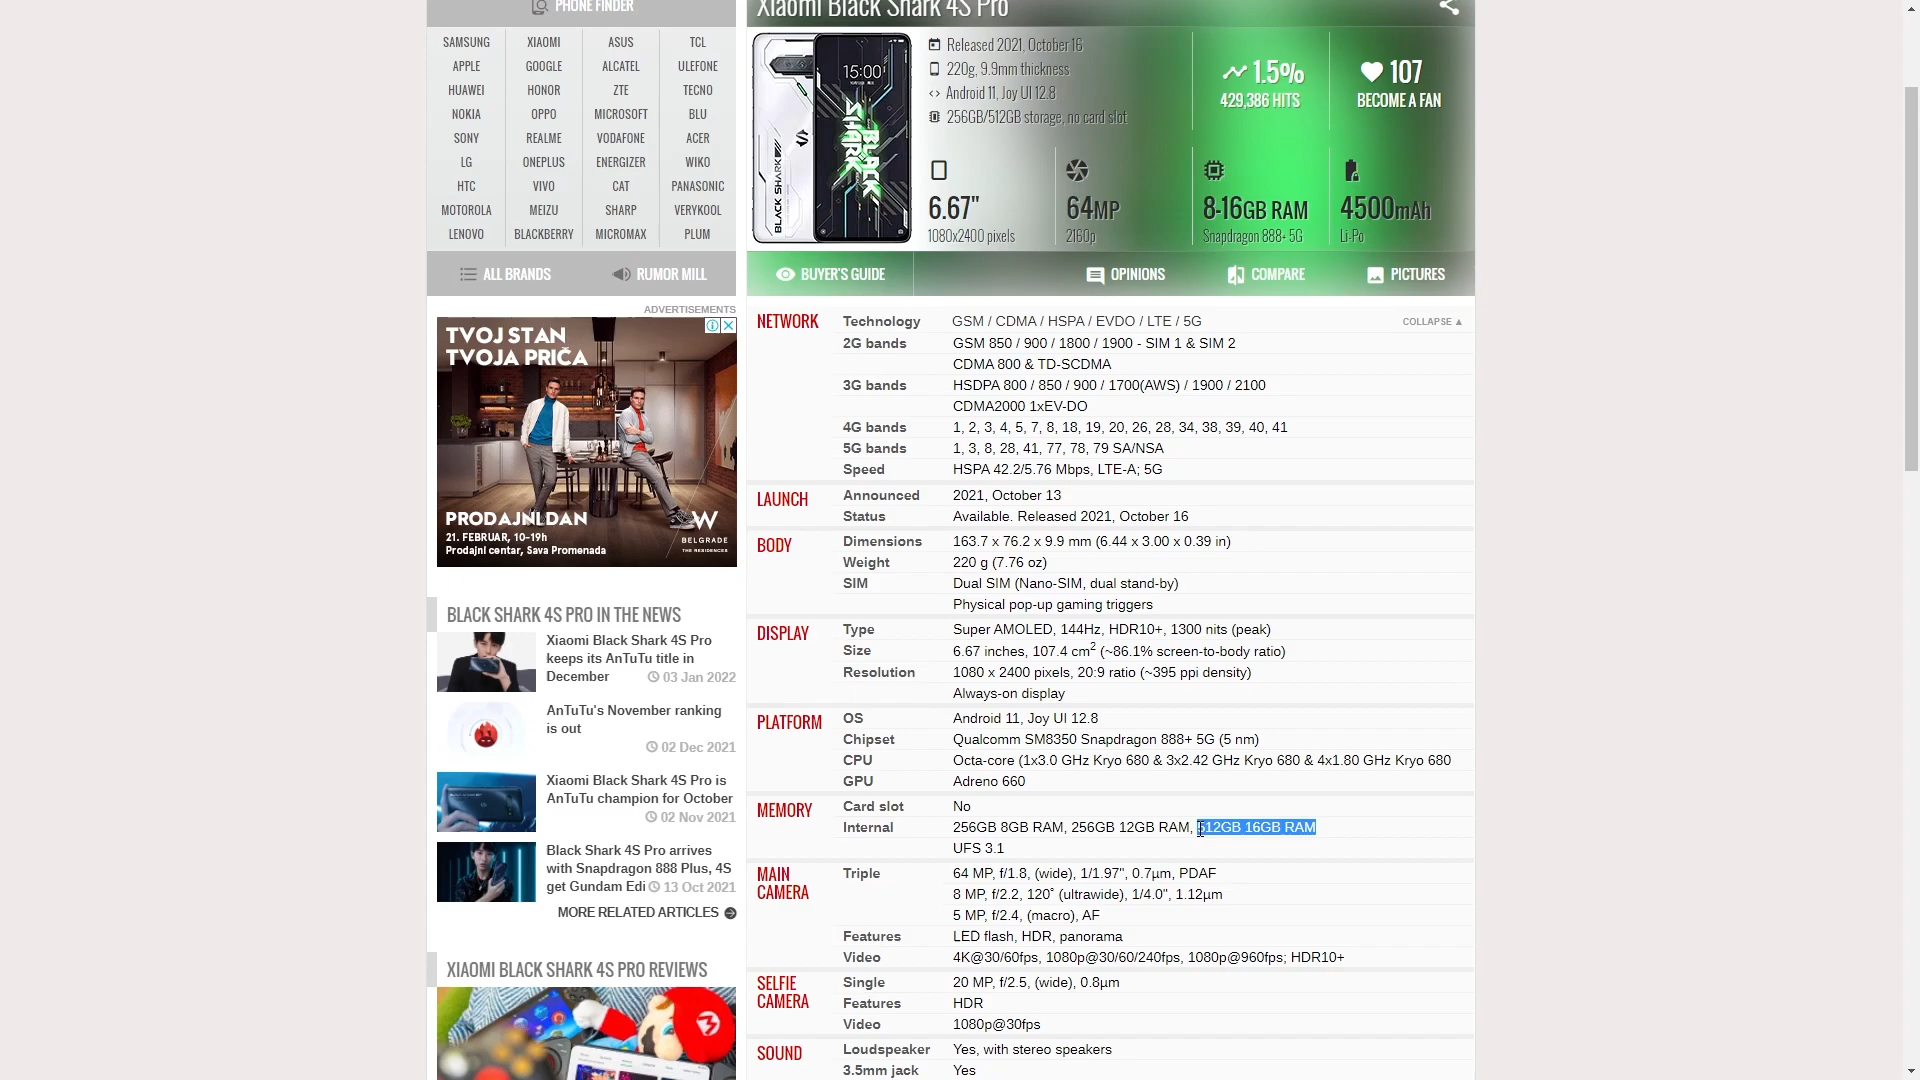 PHONE FINDER
SAMSUNG XIAOMI ASUS TCL
APPLE GOOGLE ALCATEL ULEFONE
HUAWEI HONOR ZTE TECNO
NOKIA OPPO MICROSOFT BLU
SONY REALME VODAFONE ACER
LG ONEPLUS ENERGIZER WIKO
HTC VIVO CAT PANASONIC
MOTOROLA MEIZU SHARP VERYKOOL
LENOVO BLACKBERRY MICROMAX PLUM
ALL BRANDS RUMOR MILL
ADVERTISEMENTS
TVOJ STAN
TVOJA PRIČA
PRODAJNI DAN
21. FEBRUAR, 10-19h
Prodajni centar, Sava Promenada
W
BELGRADE
THE RESIDENCES
BLACK SHARK 4S PRO IN THE NEWS
Xiaomi Black Shark 4S Pro
keeps its AnTuTu title in
December 03 Jan 2022
AnTuTu's November ranking
is out
02 Dec 2021
Xiaomi Black Shark 4S Pro is
AnTuTu champion for October
02 Nov 2021
Black Shark 4S Pro arrives
with Snapdragon 888 Plus, 4S
get Gundam Edi 13 Oct 2021
MORE RELATED ARTICLES
XIAOMI BLACK SHARK 4S PRO REVIEWS
Xiaomi Black Shark 4S Pro
BLACK SHARK
15:00
SHARK
BLACK
Released 2021, October 16
220g, 9.9mm thickness
Android 11, Joy UI 12.8
256GB/512GB storage, no card slot
1.5%
429,386 HITS
107
BECOME A FAN
6.67"
1080x2400 pixels
64MP
2160p
8-16GB RAM
Snapdragon 888+ 5G
4500mAh
Li-Po
BUYER'S GUIDE OPINIONS COMPARE PICTURES
NETWORK Technology GSM / CDMA / HSPA / EVDO / LTE / 5G COLLAPSE ▲
2G bands GSM 850 / 900 / 1800 / 1900 - SIM 1 & SIM 2
CDMA 800 & TD-SCDMA
3G bands HSDPA 800 / 850 / 900 / 1700(AWS) / 1900 / 2100
CDMA2000 1xEV-DO
4G bands 1, 2, 3, 4, 5, 7, 8, 18, 19, 20, 26, 28, 34, 38, 39, 40, 41
5G bands 1, 3, 8, 28, 41, 77, 78, 79 SA/NSA
Speed HSPA 42.2/5.76 Mbps, LTE-A; 5G
LAUNCH Announced 2021, October 13
Status Available. Released 2021, October 16
BODY Dimensions 163.7 x 76.2 x 9.9 mm (6.44 x 3.00 x 0.39 in)
Weight 220 g (7.76 oz)
SIM Dual SIM (Nano-SIM, dual stand-by)
Physical pop-up gaming triggers
DISPLAY Type Super AMOLED, 144Hz, HDR10+, 1300 nits (peak)
Size 6.67 inches, 107.4 cm2 (~86.1% screen-to-body ratio)
Resolution 1080 x 2400 pixels, 20:9 ratio (~395 ppi density)
Always-on display
PLATFORM OS Android 11, Joy UI 12.8
Chipset Qualcomm SM8350 Snapdragon 888+ 5G (5 nm)
CPU Octa-core (1x3.0 GHz Kryo 680 & 3x2.42 GHz Kryo 680 & 4x1.80 GHz Kryo 680
GPU Adreno 660
MEMORY Card slot No
Internal 256GB 8GB RAM, 256GB 12GB RAM, 512GB 16GB RAM
UFS 3.1
MAIN CAMERA Triple 64 MP, f/1.8, (wide), 1/1.97", 0.7µm, PDAF
8 MP, f/2.2, 120˚ (ultrawide), 1/4.0", 1.12µm
5 MP, f/2.4, (macro), AF
Features LED flash, HDR, panorama
Video 4K@30/60fps, 1080p@30/60/240fps, 1080p@960fps; HDR10+
SELFIE CAMERA Single 20 MP, f/2.5, (wide), 0.8µm
Features HDR
Video 1080p@30fps
SOUND Loudspeaker Yes, with stereo speakers
3.5mm jack Yes